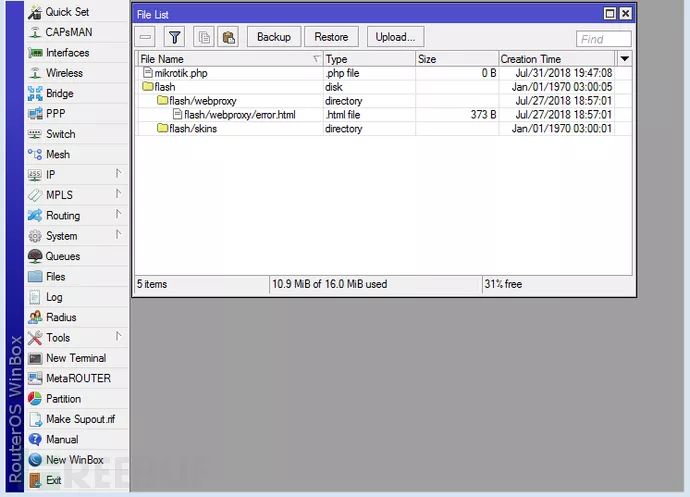 Quick Set
CAPsMAN
Interfaces
Wireless
Bridge
PPP
Switch
Mesh
IP
MPLS
Routing
System
Queues
Files
Log
Radius
Tools
New Terminal
MetaROUTER
Partition
Make Supout.rif
Manual
New WinBox
Exit
RouterOS WinBox
File List
Backup
Restore
Upload...
Find
File Name Type Size Creation Time
mikrotik.php .php file 0 B Jul/31/2018 19:47:08
flash disk Jan/01/1970 03:00:05
flash/webproxy directory Jul/27/2018 18:57:01
flash/webproxy/error.html .html file 373 B Jul/27/2018 18:57:01
flash/skins directory Jan/01/1970 03:00:01
5 items 10.9 MiB of 16.0 MiB used 31% free
REEBUF